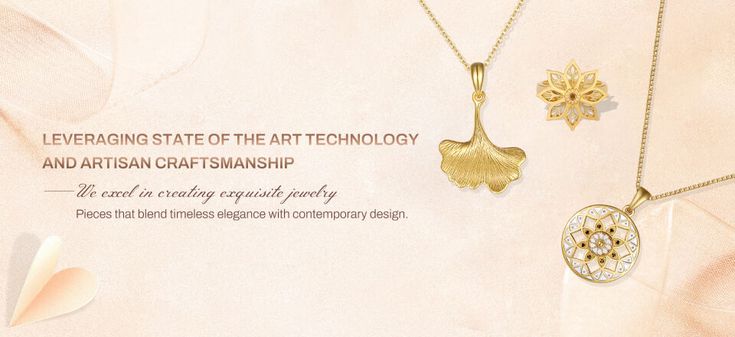 LEVERAGING STATE OF THE ART TECHNOLOGY
AND ARTISAN CRAFTSMANSHIP
We excel in creating exquisite jewelry
Pieces that blend timeless elegance with contemporary design.